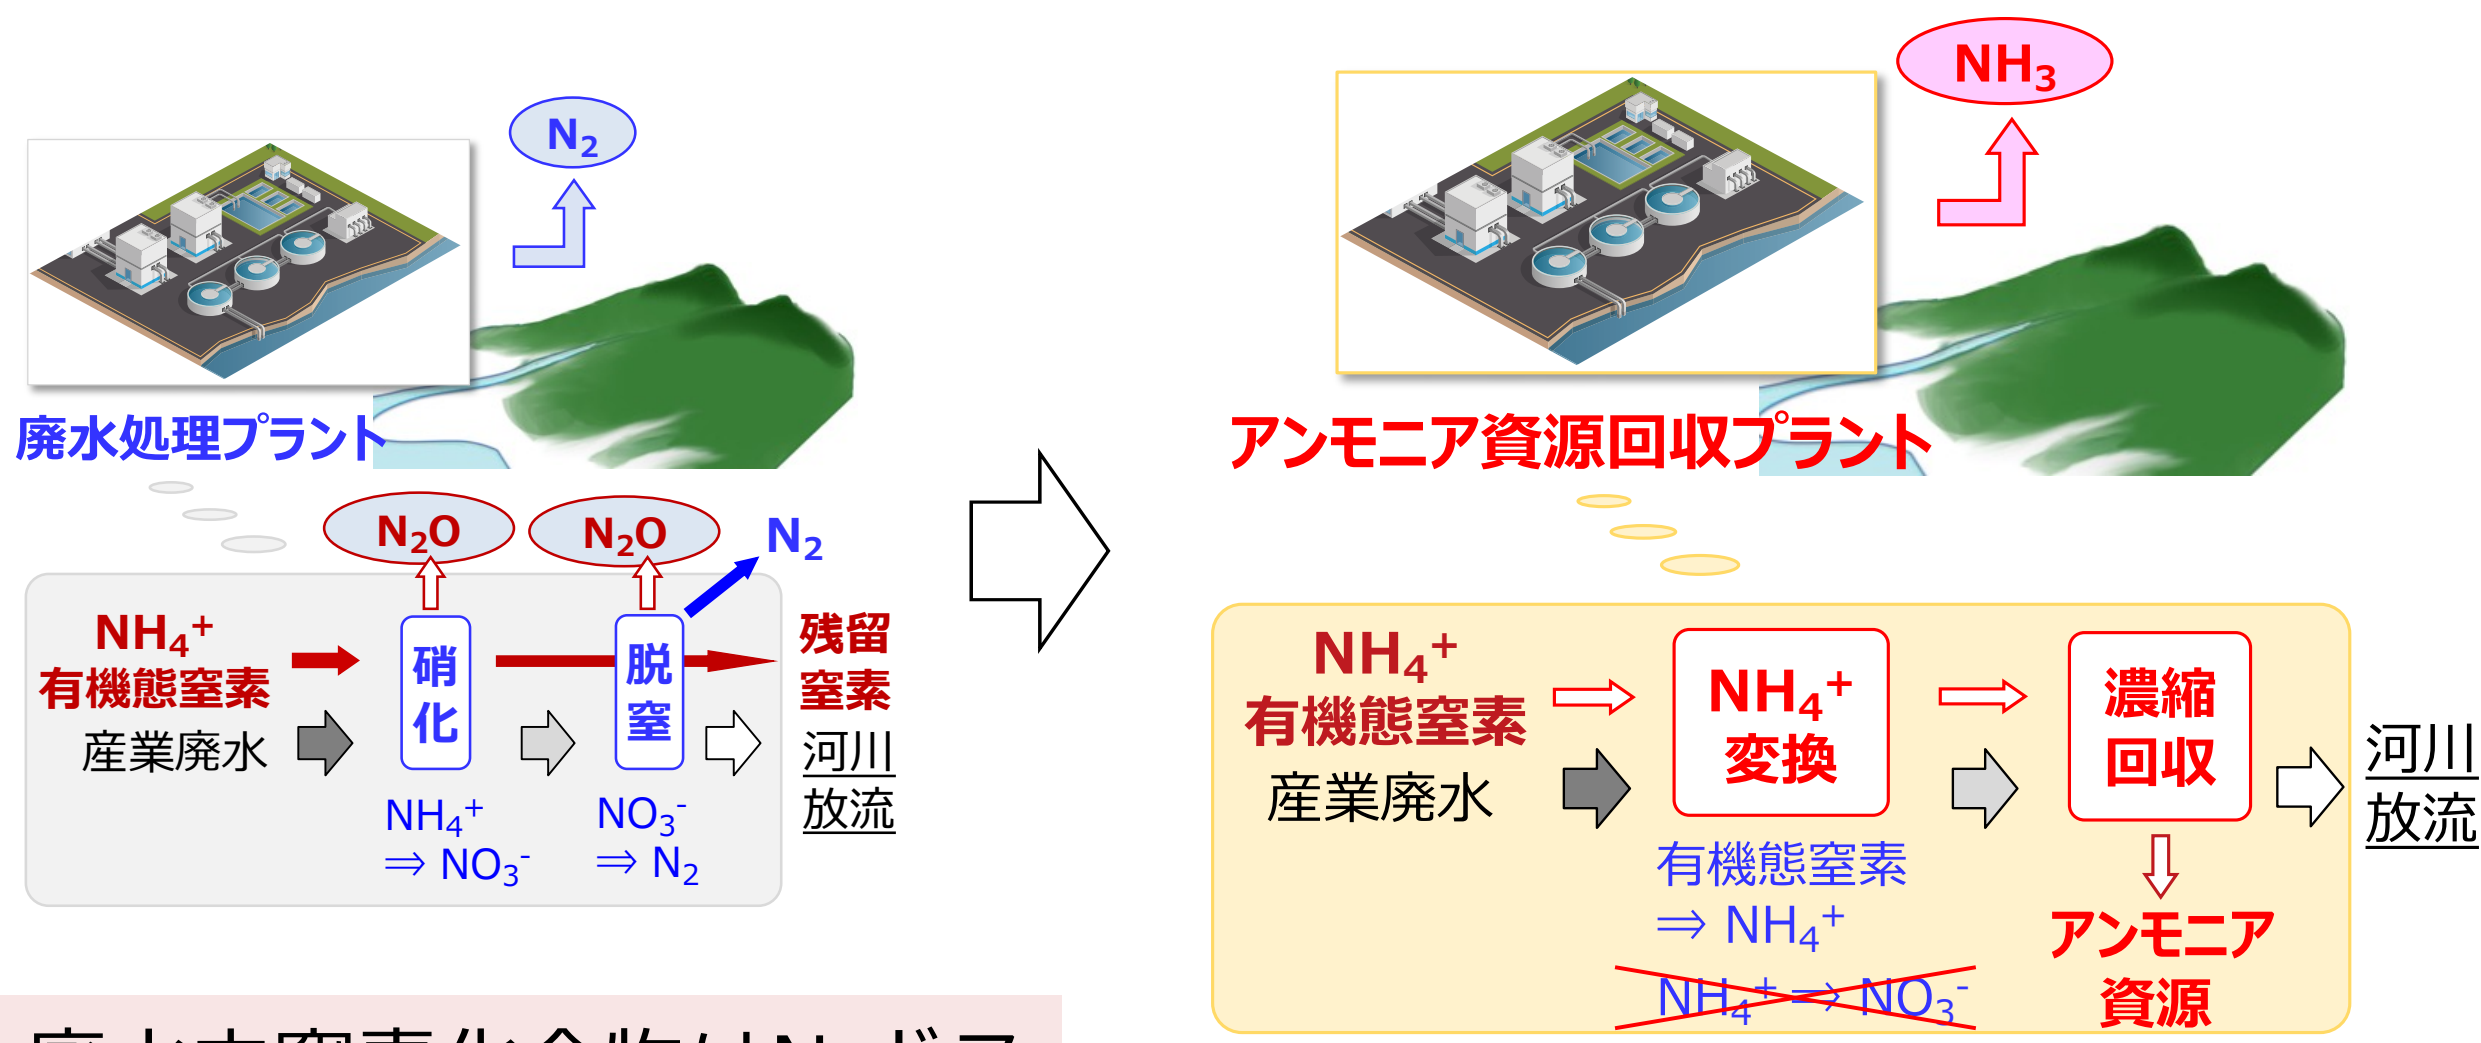 N₂
廃水処理プラント
N₂O
N₂O
N₂
NH₄⁺
有機態窒素
産業廃水
硝化
脱窒
残留
窒素
河川
放流
NH₄⁺
⇒ NO₃⁻
NO₃⁻
⇒ N₂
NH₃
アンモニア資源回収プラント
NH₄⁺
有機態窒素
産業廃水
NH₄⁺
変換
濃縮
回収
河川
放流
有機態窒素
⇒ NH₄⁺
NH₄⁺ ⇒ NO₃⁻
アンモニア
資源